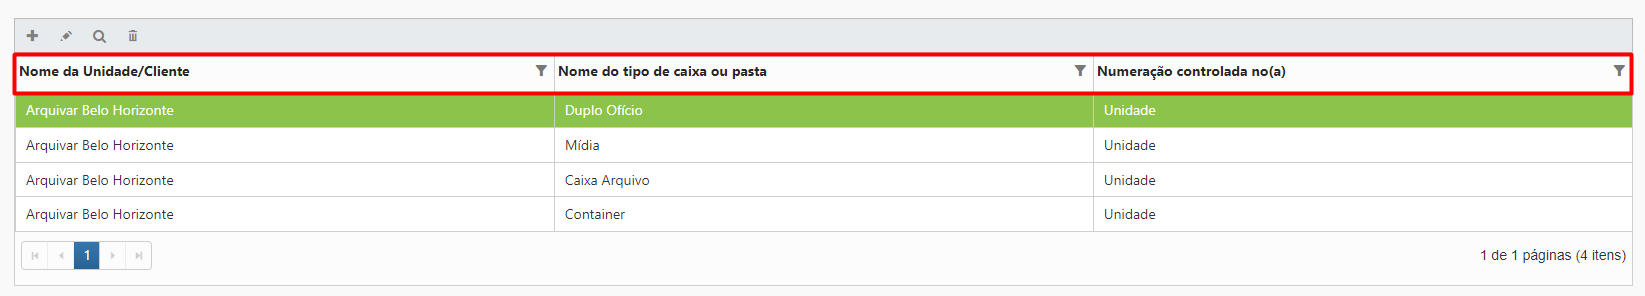 Nome da Unidade/Cliente Nome do tipo de caixa ou pasta Numeração controlada no(a)
Arquivar Belo Horizonte Duplo Ofício Unidade
Arquivar Belo Horizonte Mídia Unidade
Arquivar Belo Horizonte Caixa Arquivo Unidade
Arquivar Belo Horizonte Container Unidade
1 1 de 1 páginas (4 itens)